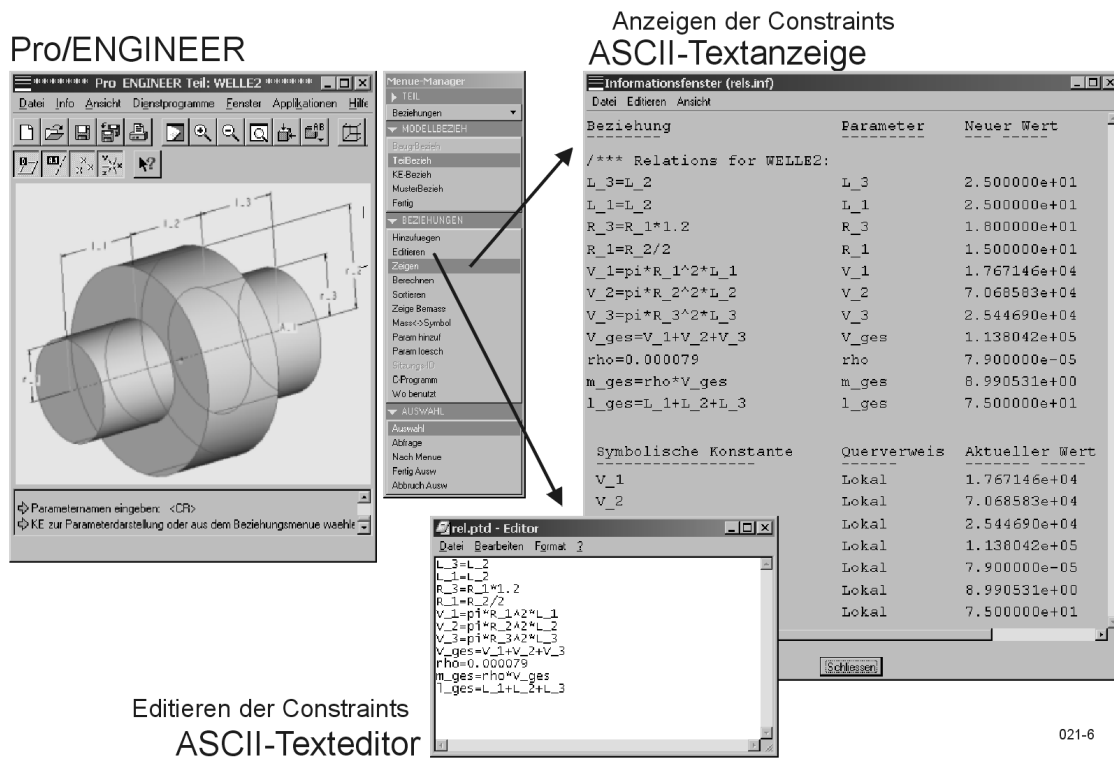 Anzeigen der Constraints
Pro/ENGINEER
ASCII-Textanzeige
******* Pro ENGINEER Teil: WELLE2 ******
Datei Info Ansicht Dienstprogramme Fenster Applikationen Hilfe
l_1
l_2
l_3
r_2
r_3
A_1
r_1
Parameternamen eingeben: <CR>
KE zur Parameterdarstellung oder aus dem Beziehungsmenue waehle
Menue-Manager
TEIL
Beziehungen
MODELLBEZIEH
Baugr-Bezieh
TeilBezieh
KE-Bezieh
MusterBezieh
Fertig
BEZIEHUNGEN
Hinzufuegen
Editieren
Zeigen
Berechnen
Sortieren
Zeige Bemass
Mass<->Symbol
Param hinzuf
Param loesch
Sitzungs-ID
C-Programm
Wo benutzt
AUSWAHL
Auswahl
Abfrage
Nach Menue
Fertig Ausw
Abbruch Ausw
Informationsfenster (rels.inf)
Datei Editieren Ansicht
Beziehung Parameter Neuer Wert
/*** Relations for WELLE2:
L_3=L_2 L_3 2.500000e+01
L_1=L_2 L_1 2.500000e+01
R_3=R_1*1.2 R_3 1.800000e+01
R_1=R_2/2 R_1 1.500000e+01
V_1=pi*R_1^2*L_1 V_1 1.767146e+04
V_2=pi*R_2^2*L_2 V_2 7.068583e+04
V_3=pi*R_3^2*L_3 V_3 2.544690e+04
V_ges=V_1+V_2+V_3 V_ges 1.138042e+05
rho=0.000079 rho 7.900000e-05
m_ges=rho*V_ges m_ges 8.990531e+00
l_ges=L_1+L_2+L_3 l_ges 7.500000e+01
Symbolische Konstante Querverweis Aktueller Wert
V_1 Lokal 1.767146e+04
V_2 Lokal 7.068583e+04
Lokal 2.544690e+04
Lokal 1.138042e+05
Lokal 7.900000e-05
Lokal 8.990531e+00
Lokal 7.500000e+01
Schliessen
rel.ptd - Editor
Datei Bearbeiten Format ?
L_3=L_2
L_1=L_2
R_3=R_1*1.2
R_1=R_2/2
V_1=pi*R_1^2*L_1
V_2=pi*R_2^2*L_2
V_3=pi*R_3^2*L_3
V_ges=V_1+V_2+V_3
rho=0.000079
m_ges=rho*V_ges
l_ges=L_1+L_2+L_3
Editieren der Constraints
ASCII-Texteditor
021-6